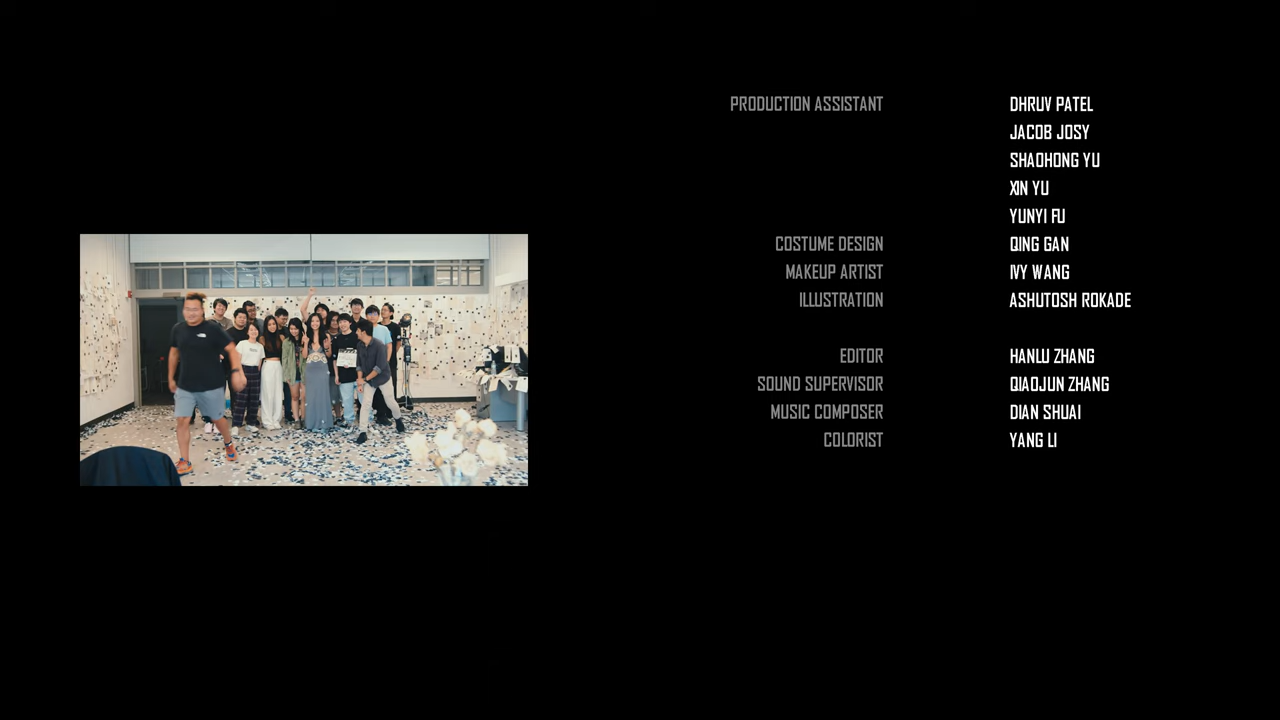 PRODUCTION ASSISTANT DHRUV PATEL
JACOB JOSY
SHAOHONG YU
XIN YU
YUNYI FU
COSTUME DESIGN QING GAN
MAKEUP ARTIST IVY WANG
ILLUSTRATION ASHUTOSH ROKADE
EDITOR HANLU ZHANG
SOUND SUPERVISOR QIAOJUN ZHANG
MUSIC COMPOSER DIAN SHUAI
COLORIST YANG LI